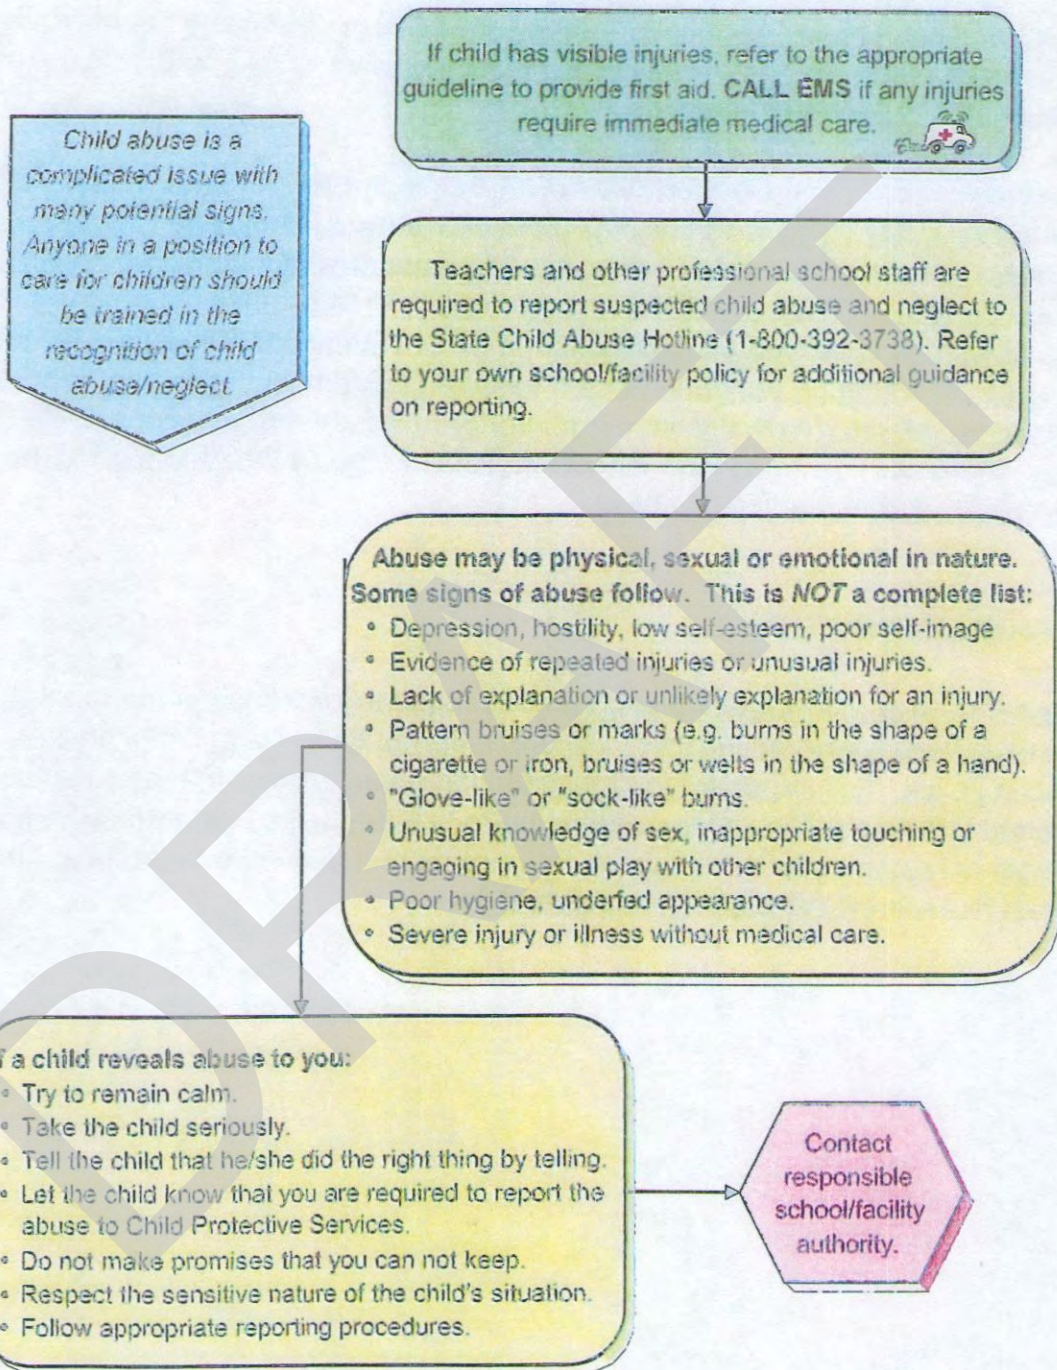 If child has visible injuries, refer to the appropriate
guideline to provide first aid. CALL EMS if any injuries
require immediate medical care.
Child abuse is a
complicated issue with
many potential signs.
Anyone in a position to
care for children should
be trained in the
recognition of child
abuse/neglect.
Teachers and other professional school staff are
required to report suspected child abuse and neglect to
the State Child Abuse Hotline (1-800-392-3738). Refer
to your own school/facility policy for additional guidance
on reporting.
Abuse may be physical, sexual or emotional in nature.
Some signs of abuse follow. This is NOT a complete list:
• Depression, hostility, low self-esteem, poor self-image
• Evidence of repeated injuries or unusual injuries.
• Lack of explanation or unlikely explanation for an injury.
• Pattern bruises or marks (e.g. burns in the shape of a
cigarette or iron, bruises or welts in the shape of a hand).
• "Glove-like" or "sock-like" burns.
• Unusual knowledge of sex, inappropriate touching or
engaging in sexual play with other children.
• Poor hygiene, underfed appearance.
• Severe injury or illness without medical care.
f a child reveals abuse to you:
• Try to remain calm.
• Take the child seriously.
• Tell the child that he/she did the right thing by telling.
• Let the child know that you are required to report the
abuse to Child Protective Services.
• Do not make promises that you can not keep.
• Respect the sensitive nature of the child's situation.
• Follow appropriate reporting procedures.
Contact
responsible
school/facility
authority.
DRAFT